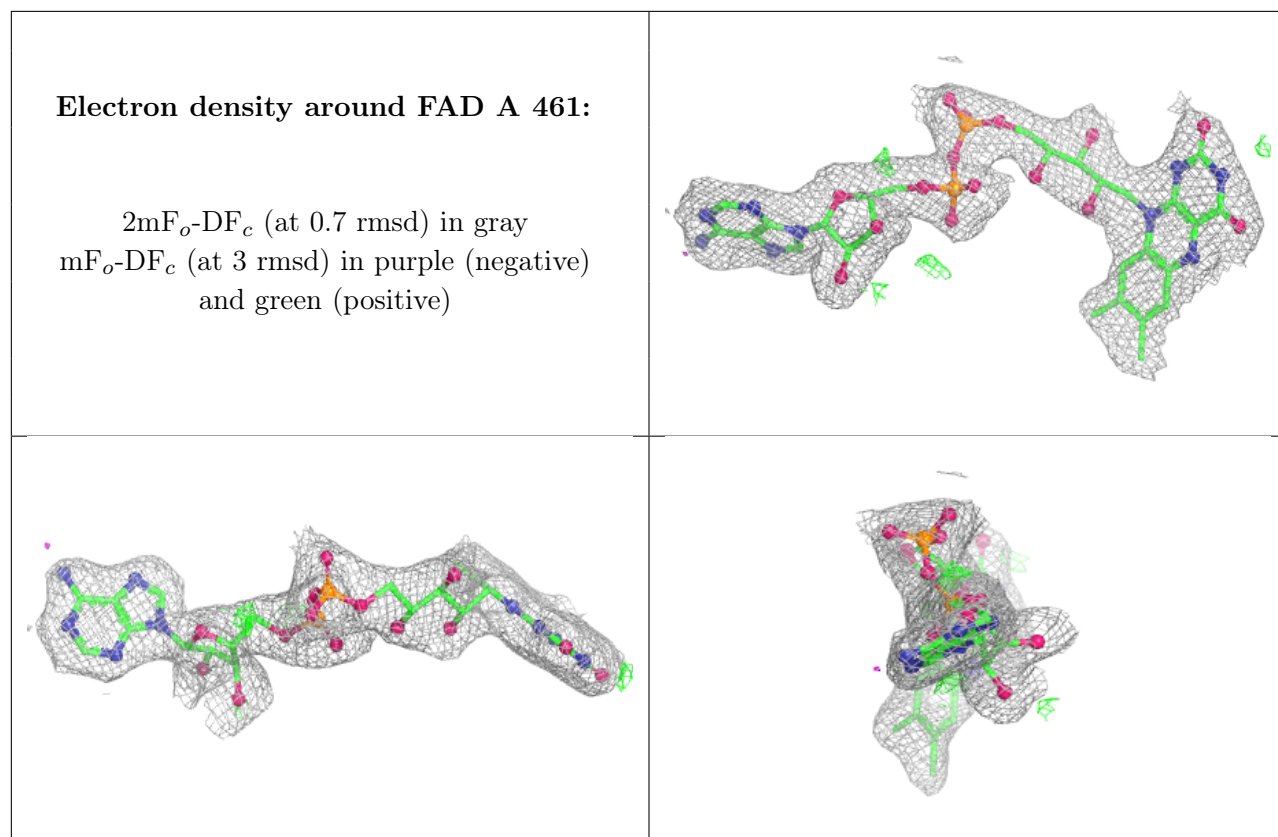 Electron density around FAD A 461:
2mFo-DFc (at 0.7 rmsd) in gray
mFo-DFc (at 3 rmsd) in purple (negative)
and green (positive)